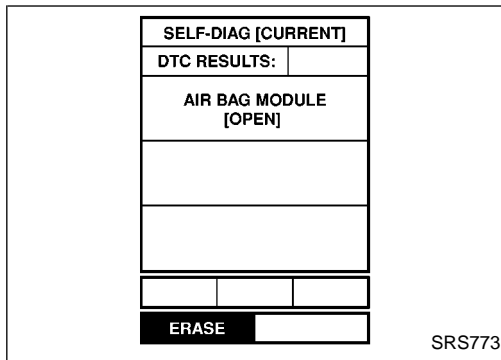 SELF-DIAG [CURRENT]
DTC RESULTS:
AIR BAG MODULE
[OPEN]
ERASE
SRS773